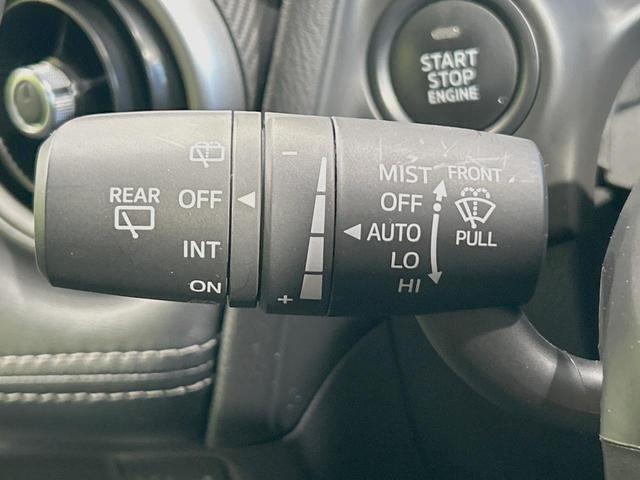 START
STOP
ENGINE
REAR
OFF
INT
ON
−
+
MIST
OFF
AUTO
LO
HI
FRONT
PULL